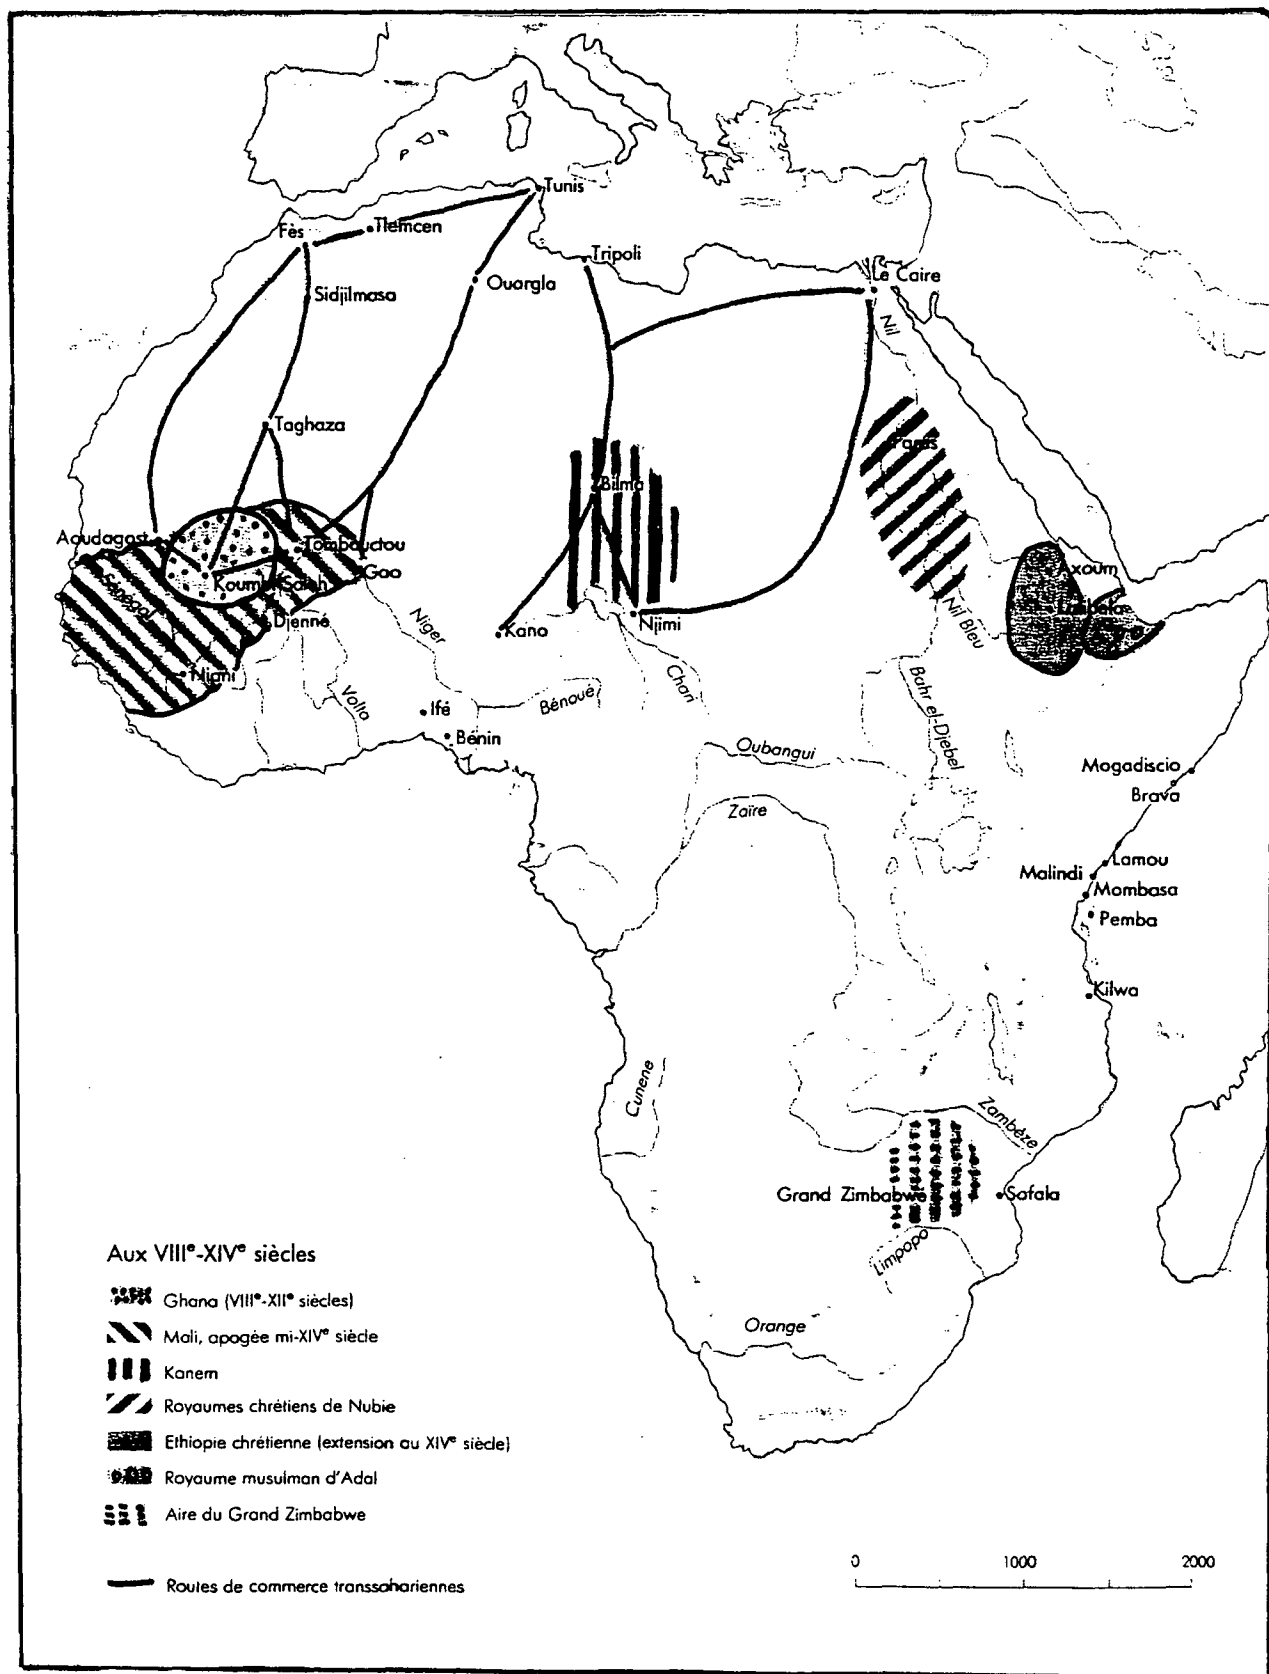 Tunis
Tlemcen
Fès
Tripoli
Le Caire
Sidjilmasa
Ouargla
Nil
Taghaza
Faras
Bilma
Aoudagost
Tombouctou
Axoum
Koumbi Saleh
Gao
Sénégal
Lalibela
Djenné
Niger
Kano
Njimi
Nil Bleu
Niani
Volta
Ifé
Bénoué
Chari
Bahr el-Djebel
Bénin
Oubangui
Mogadiscio
Brava
Zaïre
Lamou
Malindi
Mombasa
Pemba
Kilwa
Cunene
Zambèze
Grand Zimbabwe
Sofala
Limpopo
Orange
Aux VIIIᵉ-XIVᵉ siècles
Ghana (VIIIᵉ-XIIᵉ siècles)
Mali, apogée mi-XIVᵉ siècle
Kanem
Royaumes chrétiens de Nubie
Ethiopie chrétienne (extension au XIVᵉ siècle)
Royaume musulman d'Adal
Aire du Grand Zimbabwe
Routes de commerce transsahariennes
0 1000 2000